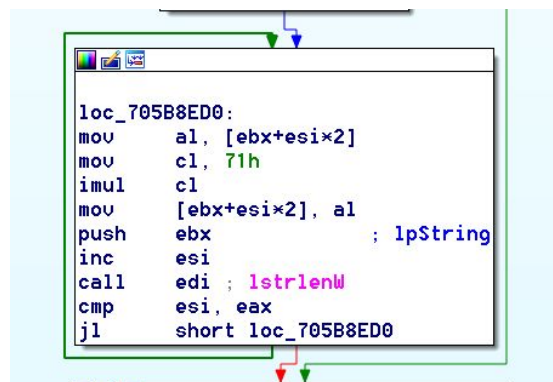 loc_705B8ED0:
mov al, [ebx+esi*2]
mov cl, 71h
imul cl
mov [ebx+esi*2], al
push ebx ; lpString
inc esi
call edi ; lstrlenW
cmp esi, eax
jl short loc_705B8ED0